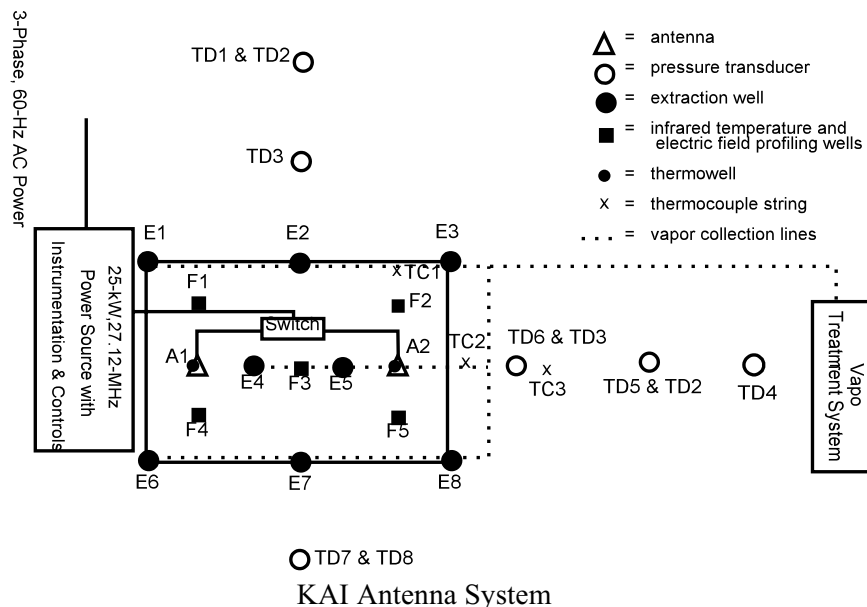 3-Phase, 60-Hz AC Power
TD1 & TD2
TD3
= antenna
= pressure transducer
= extraction well
= infrared temperature and
electric field profiling wells
= thermowell
x = thermocouple string
= vapor collection lines
E1
E2
E3
25-kW,27.12-MHz
Power Source with
Instrumentation & Controls
F1
x TC1
F2
Switch
A1
A2
E4
F3
E5
TC2
x
TD6 & TD3
x
TC3
TD5 & TD2
TD4
Vapo
Treatment System
F4
F5
E6
E7
E8
TD7 & TD8
KAI Antenna System